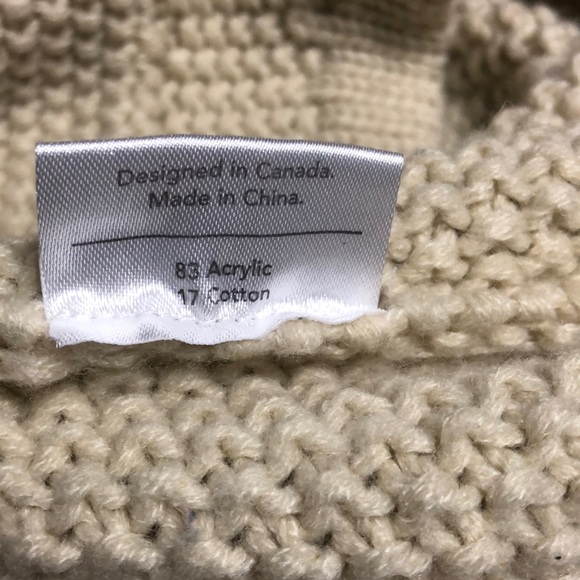 Designed in Canada.
Made in China.
83 Acrylic
17 Cotton